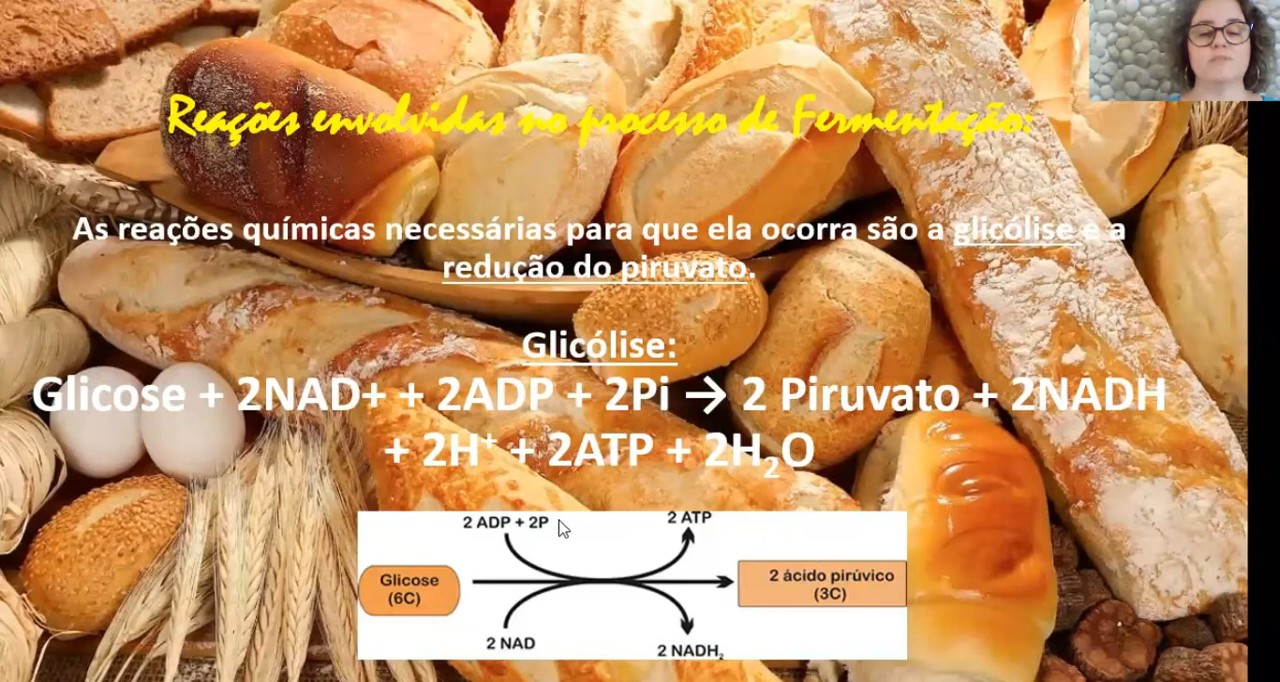 Reações envolvidas no processo de Fermentação:
As reações químicas necessárias para que ela ocorra são a glicólise e a
redução do piruvato.
Glicólise:
Glicose + 2NAD+ + 2ADP + 2Pi → 2 Piruvato + 2NADH
+ 2H⁺ + 2ATP + 2H₂O
2 ADP + 2P
2 ATP
Glicose
(6C)
2 ácido pirúvico
(3C)
2 NAD
2 NADH₂